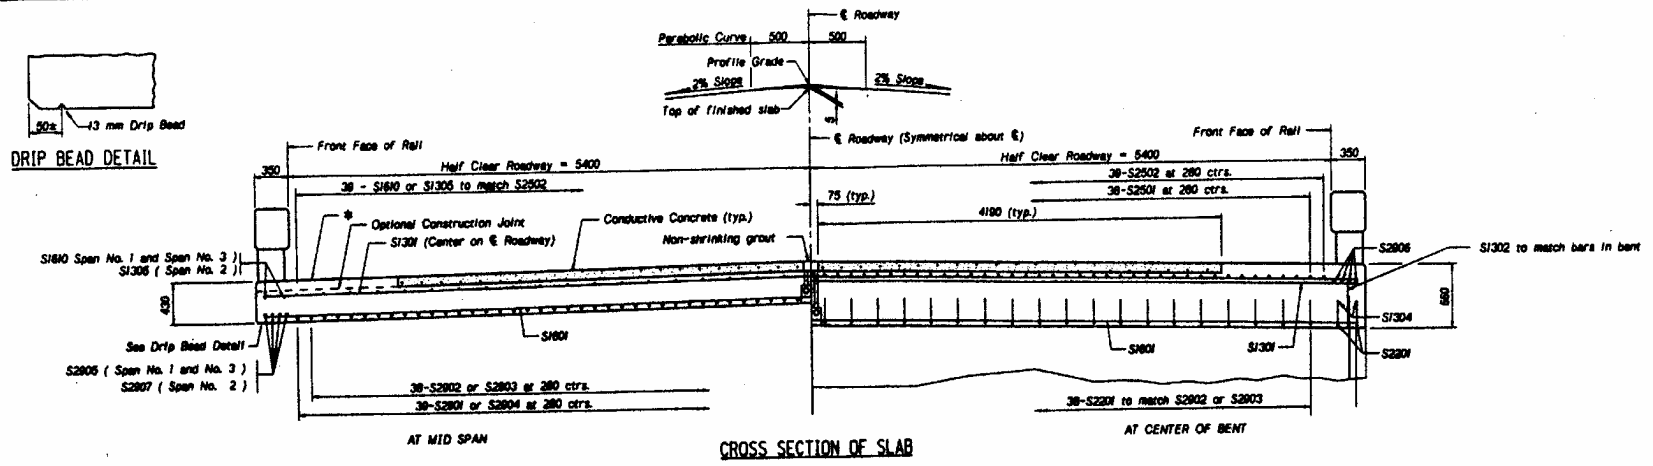 ℄ Roadway
Parabolic Curve
500
500
Profile Grade
2% Slope
2% Slope
Top of finished slab
50±
13 mm Drip Bead
DRIP BEAD DETAIL
℄ Roadway (Symmetrical about ℄)
Front Face of Rail
Front Face of Rail
350
Half Clear Roadway = 5400
Half Clear Roadway = 5400
350
38 - S1610 or S1306 to match S2502
38-S2502 at 280 ctrs.
38-S2501 at 280 ctrs.
75 (typ.)
4190 (typ.)
*
Optional Construction Joint
Conductive Concrete (typ.)
S1301 (Center on ℄ Roadway)
Non-shrinking grout
S1610 Span No. 1 and Span No. 3 )
S1306 ( Span No. 2 )
S2906
S1302 to match bars in bent
430
660
S1304
S1601
S1601
S1301
S2201
See Drip Bead Detail
S2905 ( Span No. 1 and No. 3 )
S2907 ( Span No. 2 )
38-S2902 or S2903 at 280 ctrs.
39-S2901 or S2904 at 280 ctrs.
38-S2201 to match S2902 or S2903
AT MID SPAN
AT CENTER OF BENT
CROSS SECTION OF SLAB